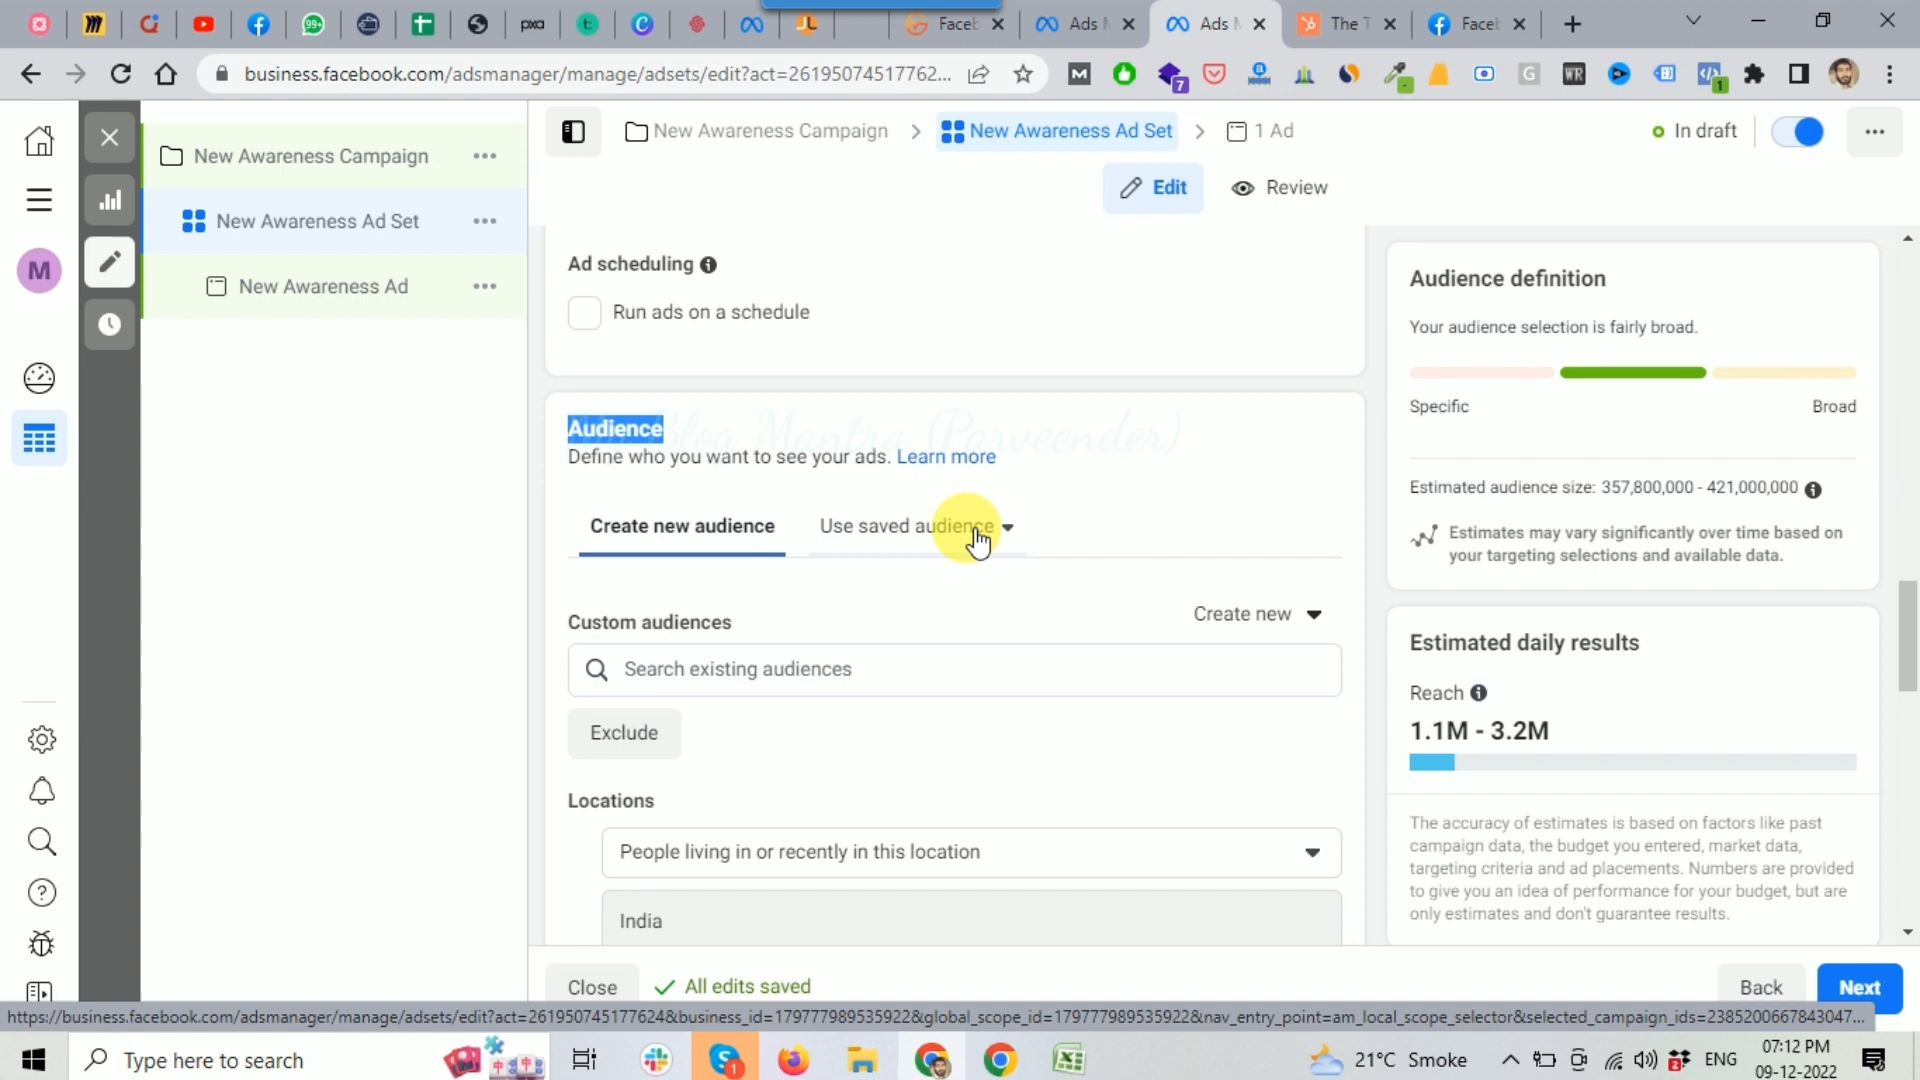 Faceb
Ads M
Ads M
The T
Faceb
business.facebook.com/adsmanager/manage/adsets/edit?act=26195074517762...
New Awareness Campaign
New Awareness Ad Set
New Awareness Ad
M
New Awareness Campaign
New Awareness Ad Set
1 Ad
In draft
Edit
Review
Ad scheduling
Run ads on a schedule
Audience
My Blog Mantra (Parveender)
Define who you want to see your ads. Learn more
Create new audience
Use saved audience
Custom audiences
Create new
Search existing audiences
Exclude
Locations
People living in or recently in this location
India
Audience definition
Your audience selection is fairly broad.
Specific
Broad
Estimated audience size: 357,800,000 - 421,000,000
Estimates may vary significantly over time based on
your targeting selections and available data.
Estimated daily results
Reach
1.1M - 3.2M
The accuracy of estimates is based on factors like past
campaign data, the budget you entered, market data,
targeting criteria and ad placements. Numbers are provided
to give you an idea of performance for your budget, but are
only estimates and don't guarantee results.
Close
All edits saved
Back
Next
https://business.facebook.com/adsmanager/manage/adsets/edit?act=261950745177624&business_id=179777989535922&global_scope_id=179777989535922&nav_entry_point=am_local_scope_selector&selected_campaign_ids=2385200667843047...
Type here to search
21°C Smoke
ENG
07:12 PM
09-12-2022